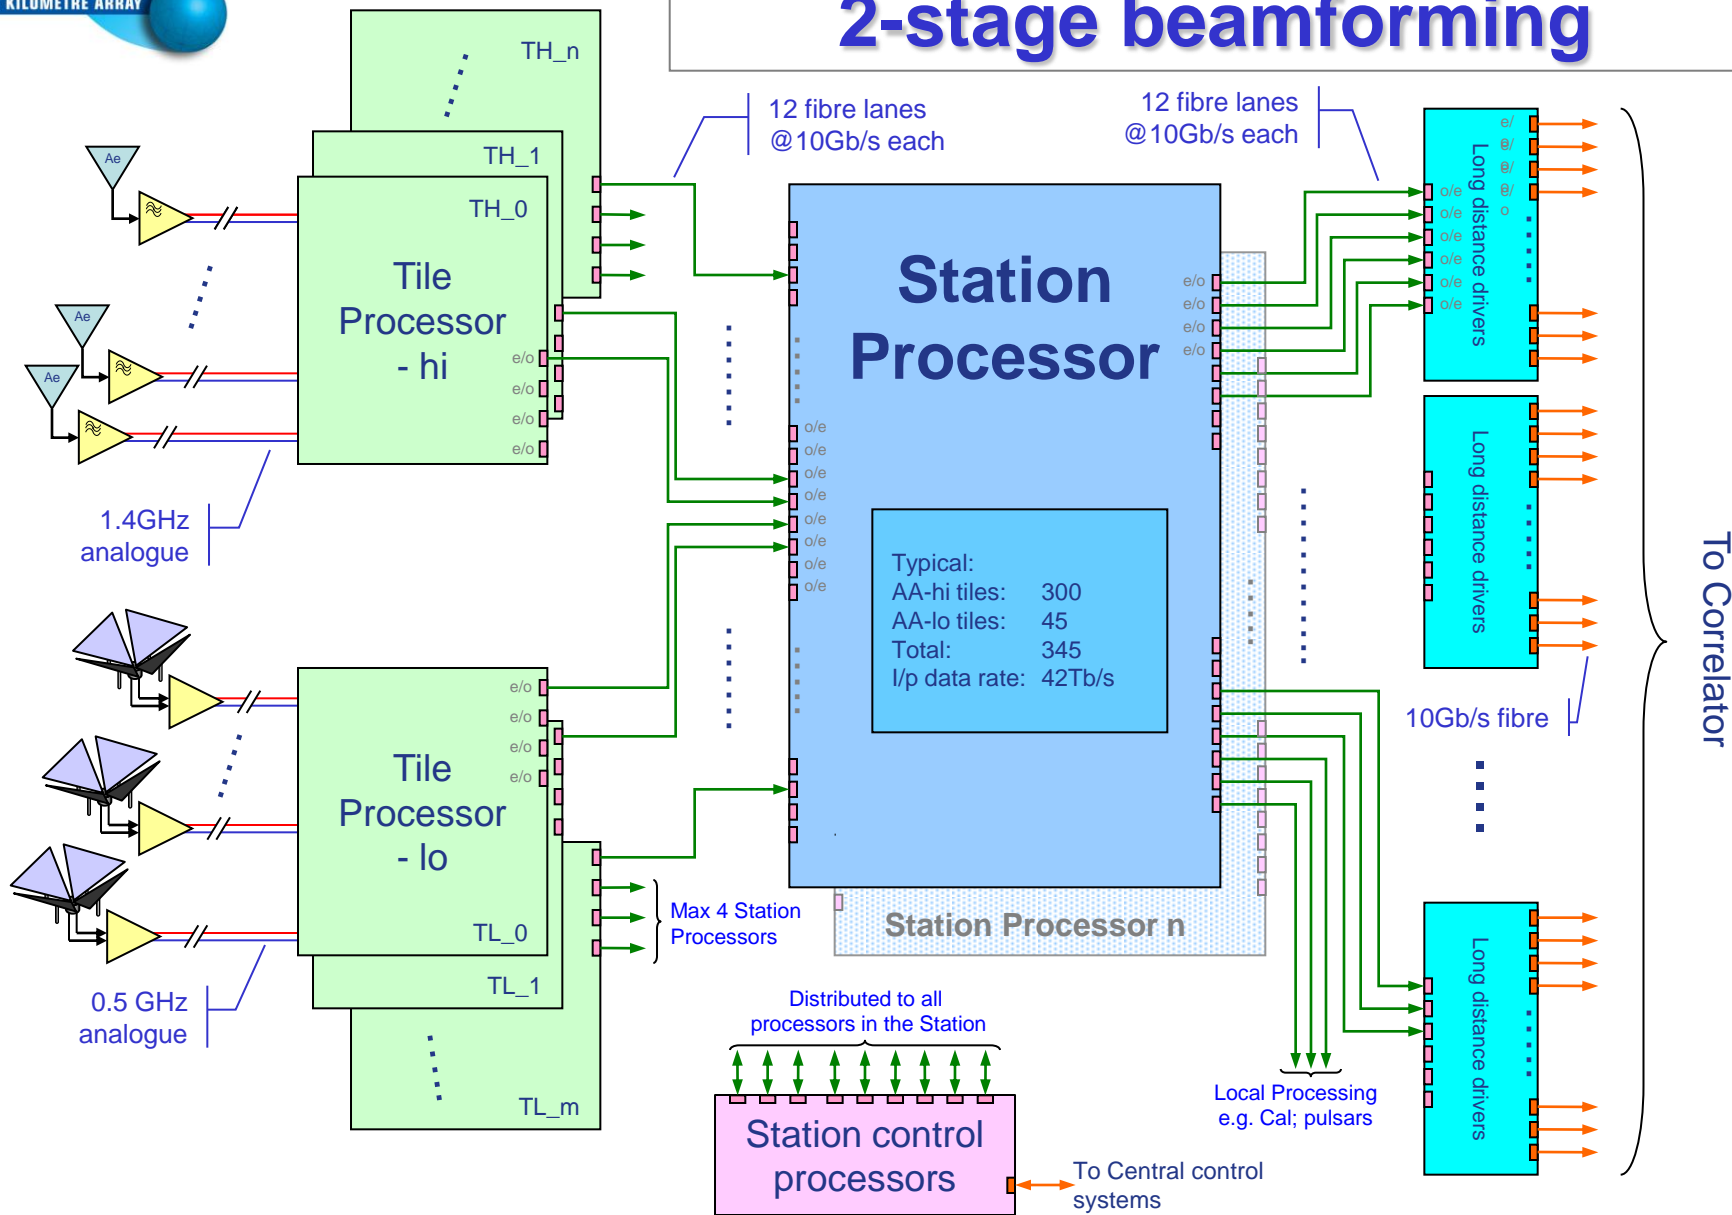 KILOMETRE ARRAY
2-stage beamforming
TH_n
TH_1
TH_0
Tile
Processor
- hi
e/o
e/o
e/o
e/o
Ae
Ae
Ae
1.4GHz
analogue
12 fibre lanes
@10Gb/s each
12 fibre lanes
@10Gb/s each
Station
Processor
e/o
e/o
e/o
e/o
o/e
o/e
o/e
o/e
o/e
o/e
o/e
o/e
Typical:
AA-hi tiles: 300
AA-lo tiles: 45
Total: 345
I/p data rate: 42Tb/s
Station Processor n
Tile
Processor
- lo
e/o
e/o
e/o
e/o
TL_0
TL_1
TL_m
0.5 GHz
analogue
Max 4 Station
Processors
Distributed to all
processors in the Station
Station control
processors
To Central control
systems
Local Processing
e.g. Cal; pulsars
Long distance drivers
o/e
o/e
o/e
o/e
o/e
o/e
e/
e/
e/
e/
o
Long distance drivers
10Gb/s fibre
Long distance drivers
To Correlator